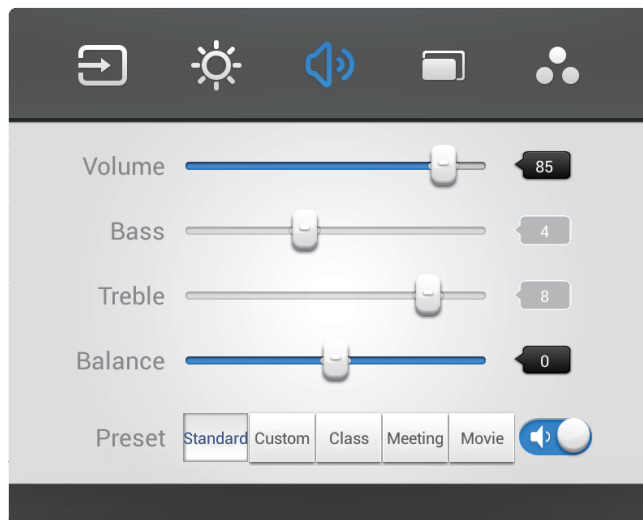 Volume 85
Bass 4
Treble 8
Balance 0
Preset Standard Custom Class Meeting Movie